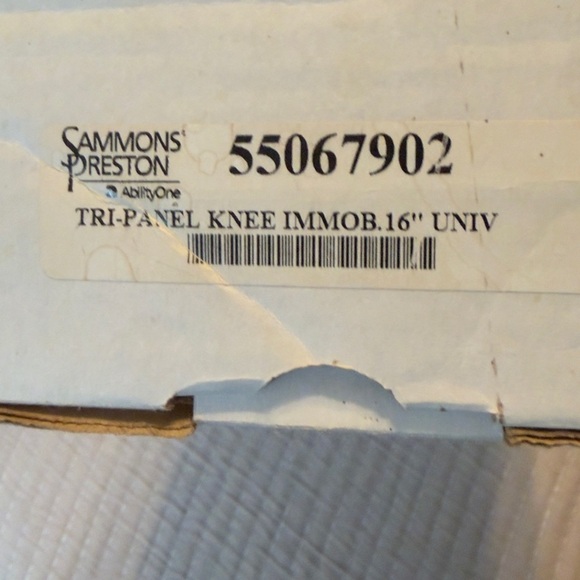 SAMMONS
PRESTON
AbilityOne
55067902
TRI-PANEL KNEE IMMOB.16" UNIV